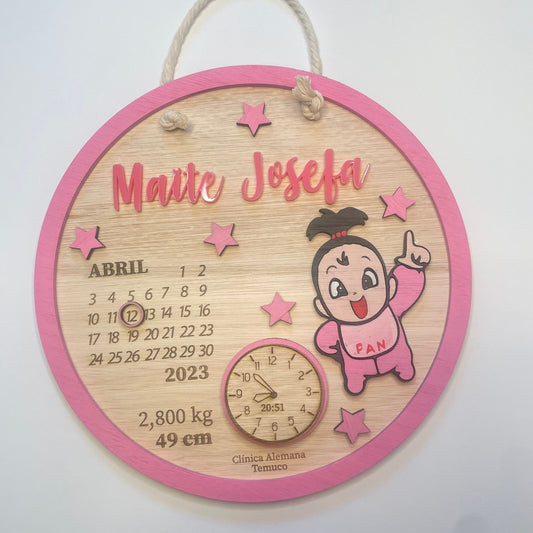 Maite Josefa
ABRIL
1 2
3 4 5 6 7 8 9
10 11 12 13 14 15 16
17 18 19 20 21 22 23
24 25 26 27 28 29 30
2023
2,800 kg
49 cm
12 1 2 3 4 5 6 7 8 9 10 11
20:51
Clínica Alemana
Temuco
PAN